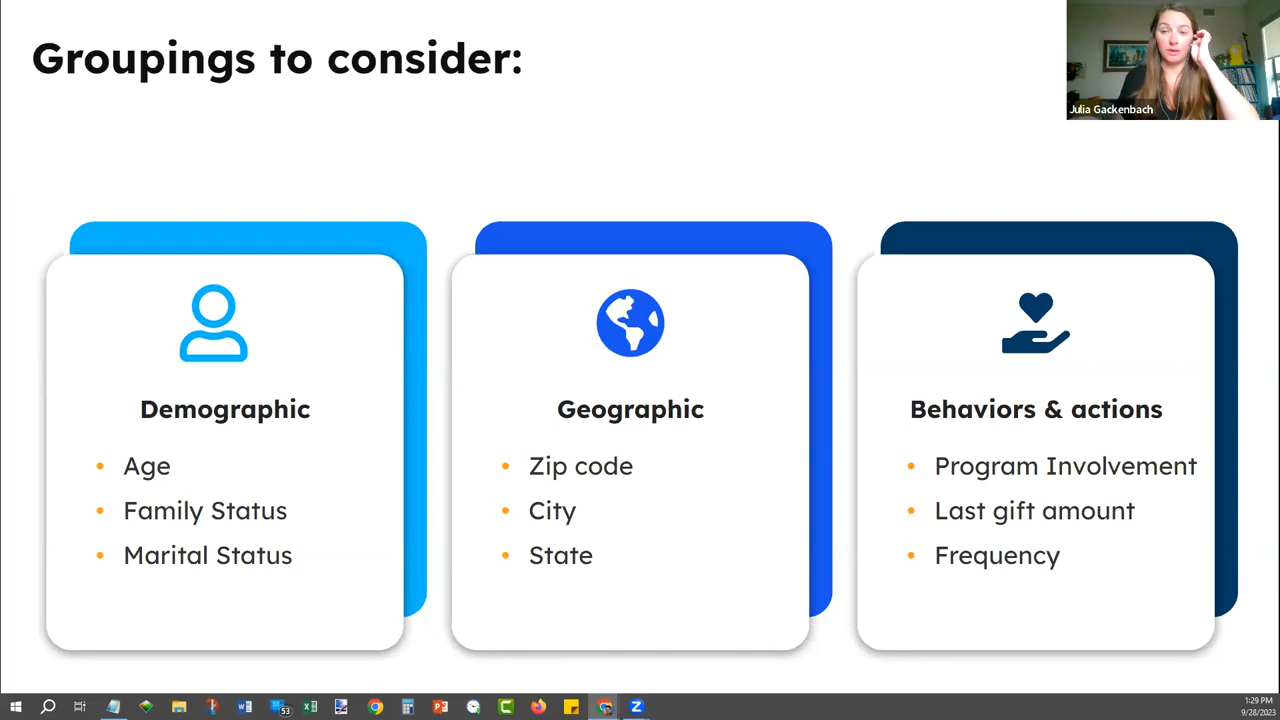 Groupings to consider:
Julia Gackenbach
Demographic
• Age
• Family Status
• Marital Status
Geographic
• Zip code
• City
• State
Behaviors & actions
• Program Involvement
• Last gift amount
• Frequency
53
1:29 PM
9/28/2023